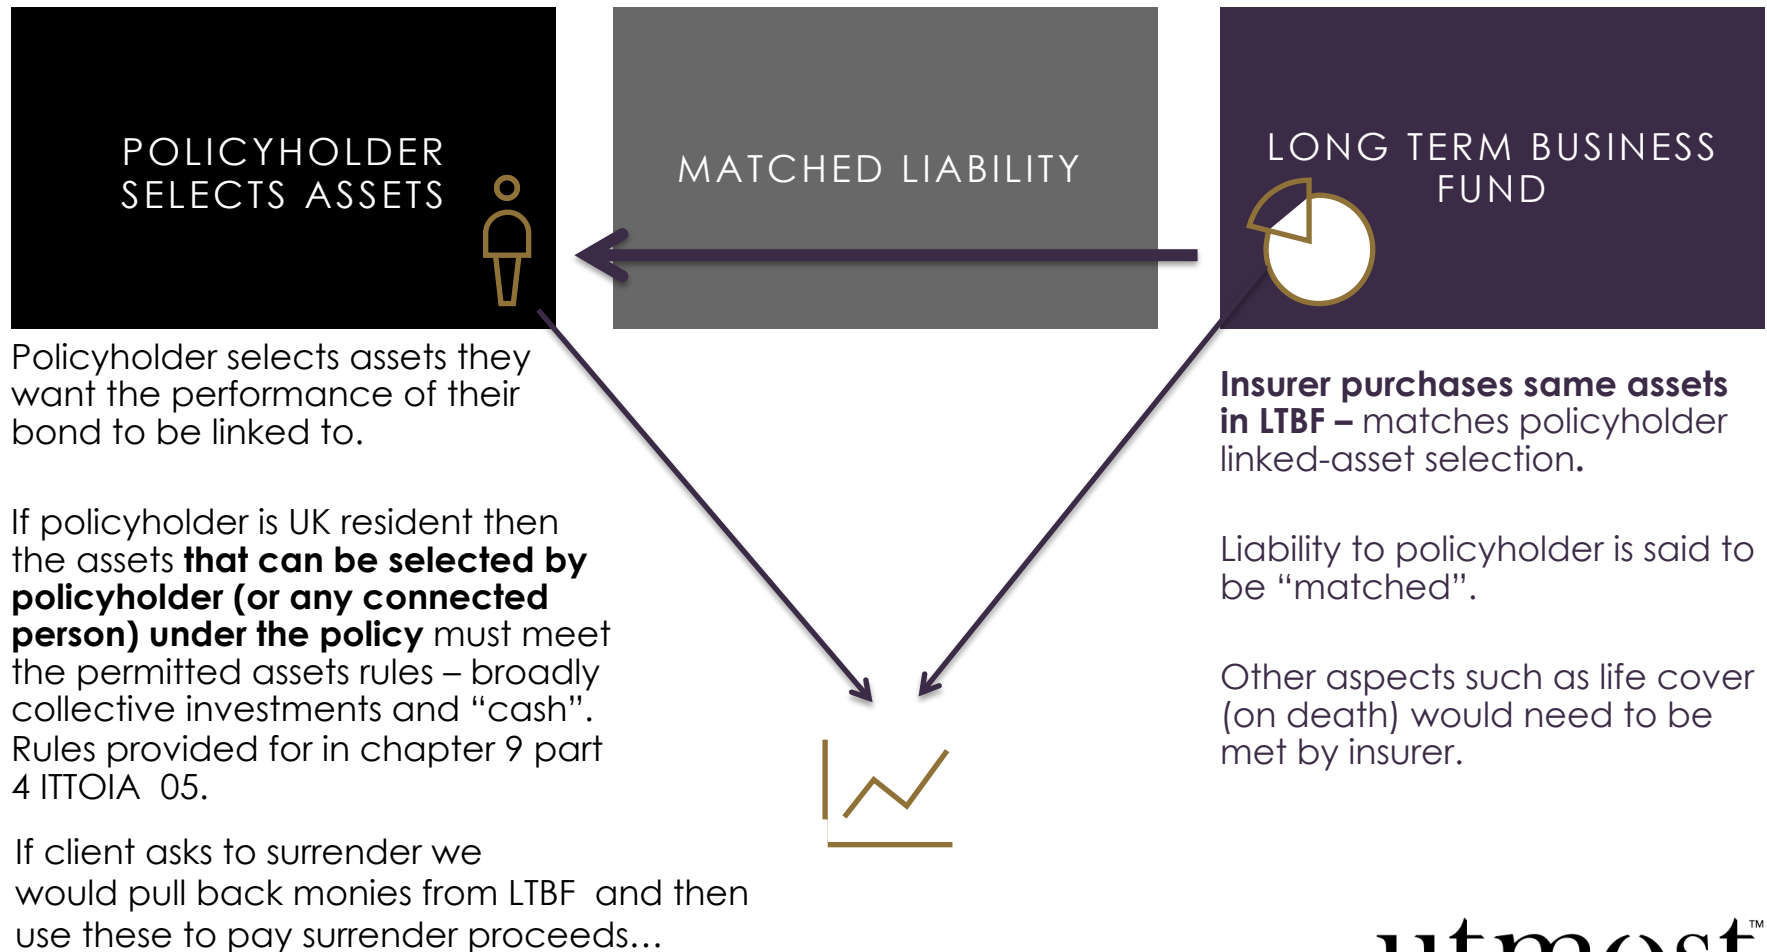 POLICYHOLDER
SELECTS ASSETS
MATCHED LIABILITY
LONG TERM BUSINESS
FUND
Policyholder selects assets they
want the performance of their
bond to be linked to.
If policyholder is UK resident then
the assets that can be selected by
policyholder (or any connected
person) under the policy must meet
the permitted assets rules – broadly
collective investments and “cash”.
Rules provided for in chapter 9 part
4 ITTOIA 05.
If client asks to surrender we
would pull back monies from LTBF and then
use these to pay surrender proceeds…
Insurer purchases same assets
in LTBF – matches policyholder
linked-asset selection.
Liability to policyholder is said to
be “matched”.
Other aspects such as life cover
(on death) would need to be
met by insurer.
utmost™